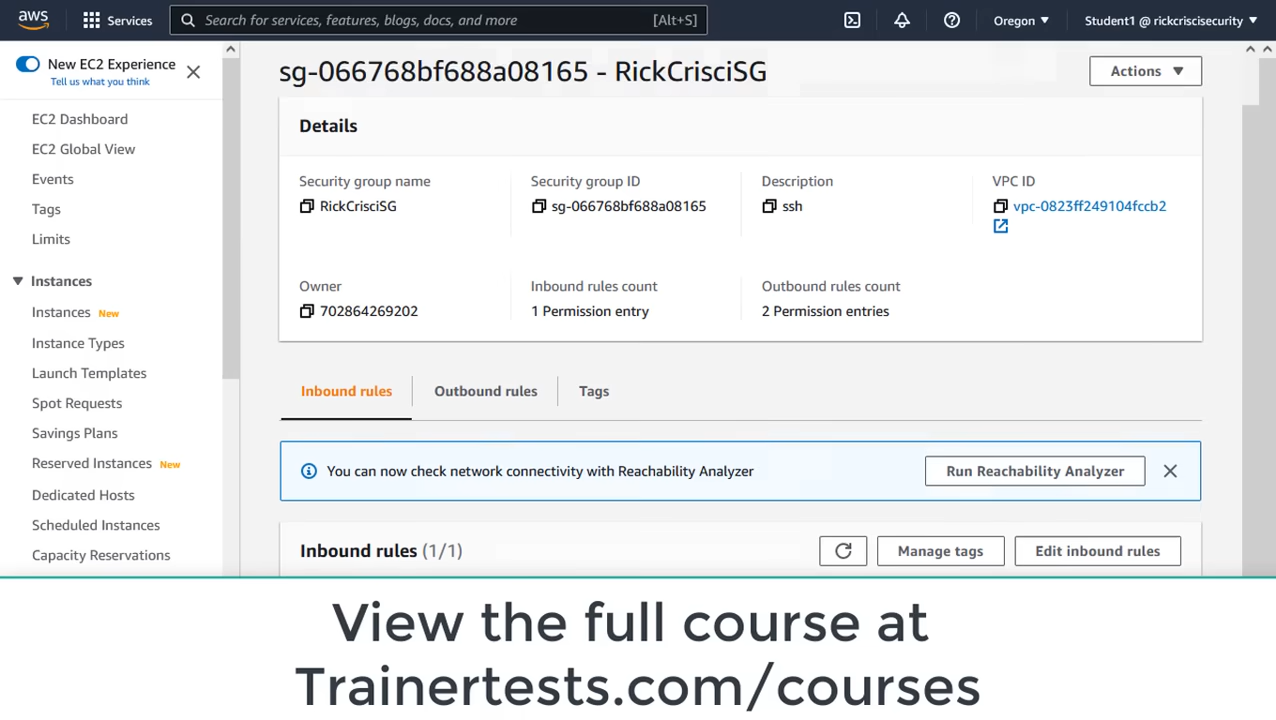 aws Services Search for services, features, blogs, docs, and more [Alt+S] Oregon ▼ Student1 @ rickcriscisecurity ▼
New EC2 Experience
Tell us what you think
EC2 Dashboard
EC2 Global View
Events
Tags
Limits
Instances
Instances New
Instance Types
Launch Templates
Spot Requests
Savings Plans
Reserved Instances New
Dedicated Hosts
Scheduled Instances
Capacity Reservations
sg-066768bf688a08165 - RickCrisciSG
Actions ▼
Details
Security group name
RickCrisciSG
Security group ID
sg-066768bf688a08165
Description
ssh
VPC ID
vpc-0823ff249104fccb2
Owner
702864269202
Inbound rules count
1 Permission entry
Outbound rules count
2 Permission entries
Inbound rules Outbound rules Tags
You can now check network connectivity with Reachability Analyzer Run Reachability Analyzer
Inbound rules (1/1) Manage tags Edit inbound rules
View the full course at
Trainertests.com/courses